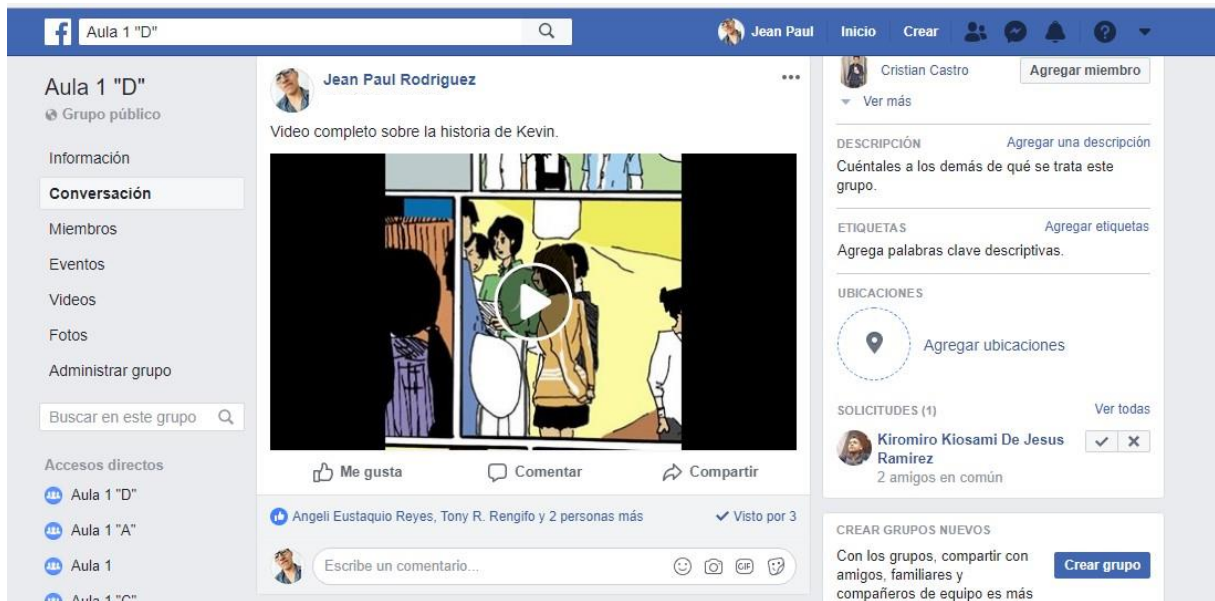 f
Aula 1 "D"
Jean Paul
Inicio
Crear
Aula 1 "D"
Grupo público
Información
Conversación
Miembros
Eventos
Videos
Fotos
Administrar grupo
Buscar en este grupo
Accesos directos
Aula 1 "D"
Aula 1 "A"
Aula 1
Aula 1 "C"
Jean Paul Rodriguez
Video completo sobre la historia de Kevin.
Me gusta
Comentar
Compartir
Angeli Eustaquio Reyes, Tony R. Rengifo y 2 personas más
Visto por 3
Escribe un comentario...
GIF
Cristian Castro
Agregar miembro
Ver más
DESCRIPCIÓN
Agregar una descripción
Cuéntales a los demás de qué se trata este
grupo.
ETIQUETAS
Agregar etiquetas
Agrega palabras clave descriptivas.
UBICACIONES
Agregar ubicaciones
SOLICITUDES (1)
Ver todas
Kiromiro Kiosami De Jesus
Ramirez
2 amigos en común
CREAR GRUPOS NUEVOS
Con los grupos, compartir con
amigos, familiares y
compañeros de equipo es más
Crear grupo